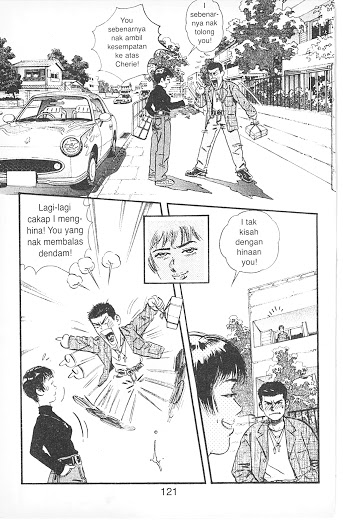 You
sebenarnya
nak ambil
kesempatan
ke atas
Cherie!
I
sebenar-
nya nak
tolong
you!
Lagi-lagi
cakap I meng-
hina! You yang
nak membalas
dendam!
I tak
kisah
dengan
hinaan
you!
121